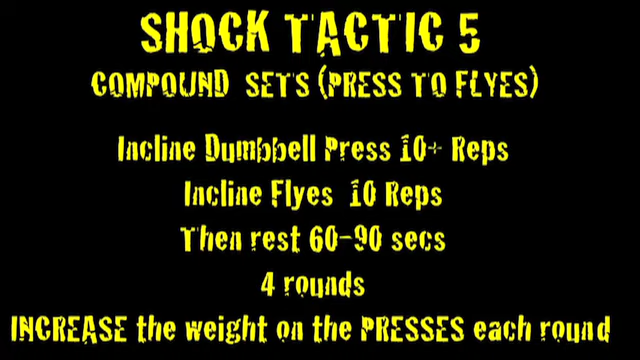 SHOCK TACTIC 5
COMPOUND SETS (PRESS TO FLYES)
Incline Dumbbell Press 10+ Reps
Incline Flyes 10 Reps
Then rest 60-90 secs
4 rounds
INCREASE the weight on the PRESSES each round